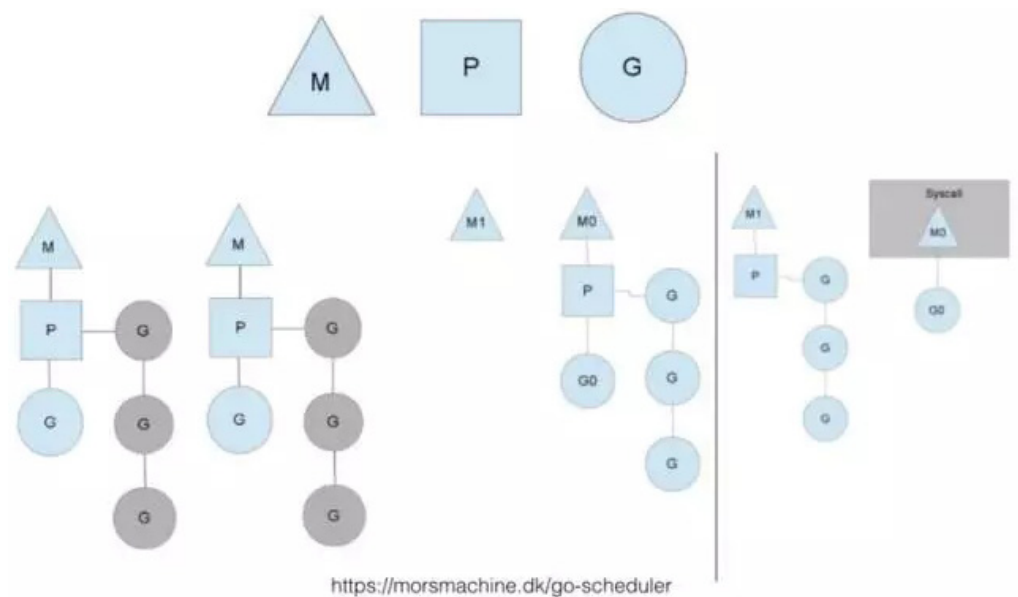 M P G
M M M1 M0 M1 Syscall
M0
P G P G P G P G
G0
G0 G G
G G G G G
G G G
https://morsmachine.dk/go-scheduler